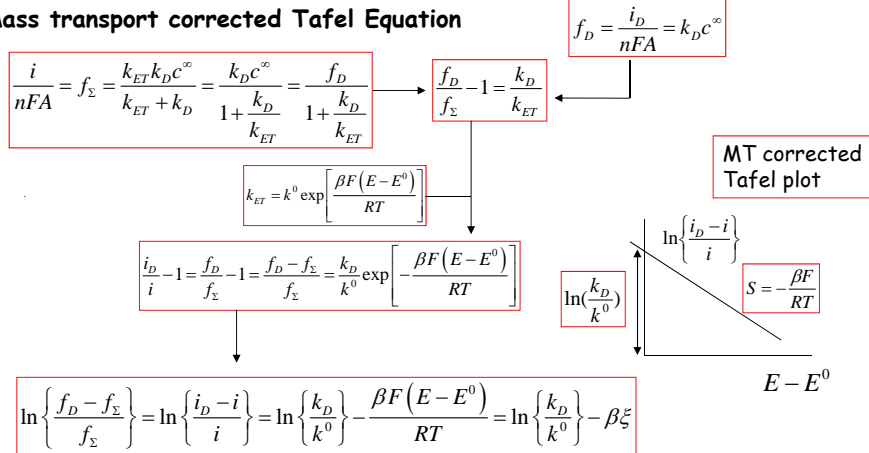 Mass transport corrected Tafel Equation
f_D = i_D / nFA = k_D c^∞
i / nFA = f_Σ = k_ET k_D c^∞ / (k_ET + k_D) = k_D c^∞ / (1 + k_D / k_ET) = f_D / (1 + k_D / k_ET)
f_D / f_Σ − 1 = k_D / k_ET
MT corrected
Tafel plot
k_ET = k^0 exp[βF(E − E^0) / RT]
i_D / i − 1 = f_D / f_Σ − 1 = (f_D − f_Σ) / f_Σ = k_D / k^0 exp[−βF(E − E^0) / RT]
ln{(i_D − i) / i}
ln(k_D / k^0)
S = −βF / RT
E − E^0
ln{(f_D − f_Σ) / f_Σ} = ln{(i_D − i) / i} = ln{k_D / k^0} − βF(E − E^0) / RT = ln{k_D / k^0} − βξ